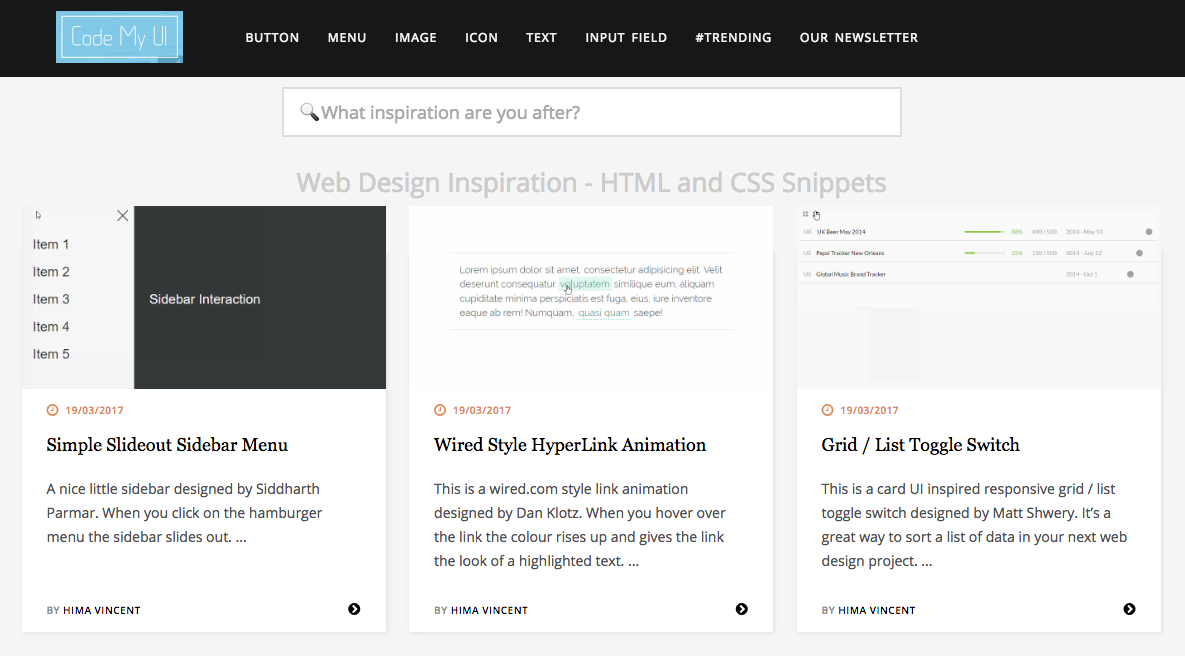 Code My UI
BUTTON MENU IMAGE ICON TEXT INPUT FIELD #TRENDING OUR NEWSLETTER
What inspiration are you after?
Web Design Inspiration - HTML and CSS Snippets
Item 1
Item 2
Item 3
Item 4
Item 5
Sidebar Interaction
19/03/2017
Simple Slideout Sidebar Menu
A nice little sidebar designed by Siddharth
Parmar. When you click on the hamburger
menu the sidebar slides out. ...
BY HIMA VINCENT
Lorem ipsum dolor sit amet, consectetur adipisicing elit. Velit
deserunt consequatur voluptatem similique eum, aliquam
cupiditate minima perspiciatis est fuga, eius, iure inventore
eaque ab rem! Numquam, quasi quam saepe!
19/03/2017
Wired Style HyperLink Animation
This is a wired.com style link animation
designed by Dan Klotz. When you hover over
the link the colour rises up and gives the link
the look of a highlighted text. ...
BY HIMA VINCENT
UK UK Beer May 2014 88% 490 / 500 2014 - May 10
US Pepsi Tracker New Orleans 25% 150 / 500 2014 - July 12
US Global Music Brand Tracker 2014 - Oct 1
19/03/2017
Grid / List Toggle Switch
This is a card UI inspired responsive grid / list
toggle switch designed by Matt Shwery. It’s a
great way to sort a list of data in your next web
design project. ...
BY HIMA VINCENT